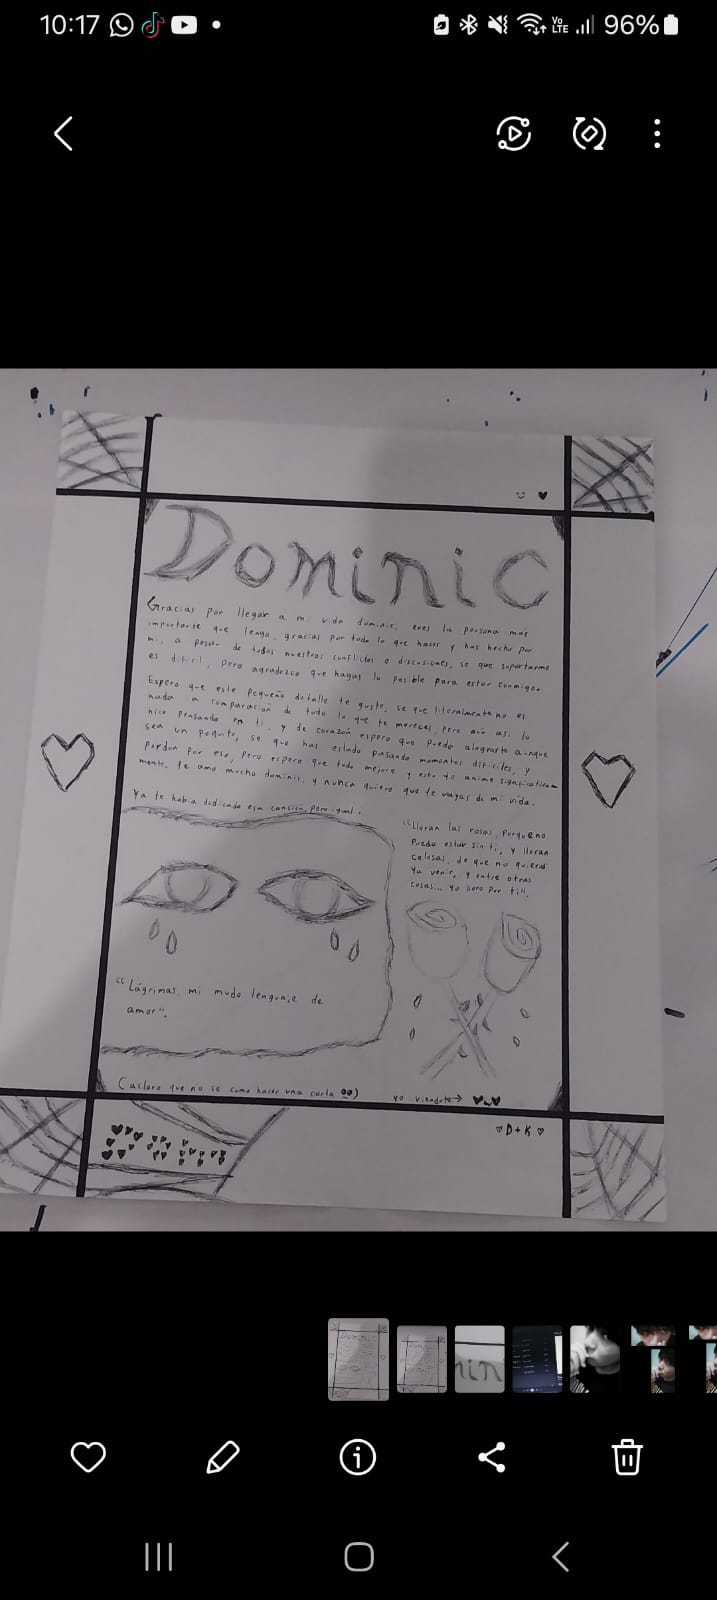 10:17
Vo
LTE
96%
Dominic
Gracias por llegar a mi vida dominic, eres la persona mas
importante que tengo, gracias por todo lo que haces y has hecho por
mi, a pesar de todos nuestros conflictos o discusiones, se que soportarme
es dificil, pero agradezco que hagas lo posible para estar conmigo.
Espero que este pequeño detalle te guste, se que literalmente no es
nada a comparación de todo lo que te mereces, pero aún asi lo
hice pensando en ti, y de corazón espero que pueda alegrarte aunque
sea un poquito, se que has estado pasando momentos dificiles, y
perdon por eso, pero espero que todo mejore y esto te anime significativa-
mente, te amo mucho dominic, y nunca quiero que te vayas de mi vida.
Ya te habia dedicado esa canción, pero igual.
"Lloran las rosas, porque no
puedo estar sin ti, y lloran
celosas, de que no quieras
ya venir, y entre otras
cosas... Yo lloro por ti!!.
"Lágrimas, mi mudo lenguaje de
amor".
(aclaro que no se como hacer una carta )
yo viendote→
D+K